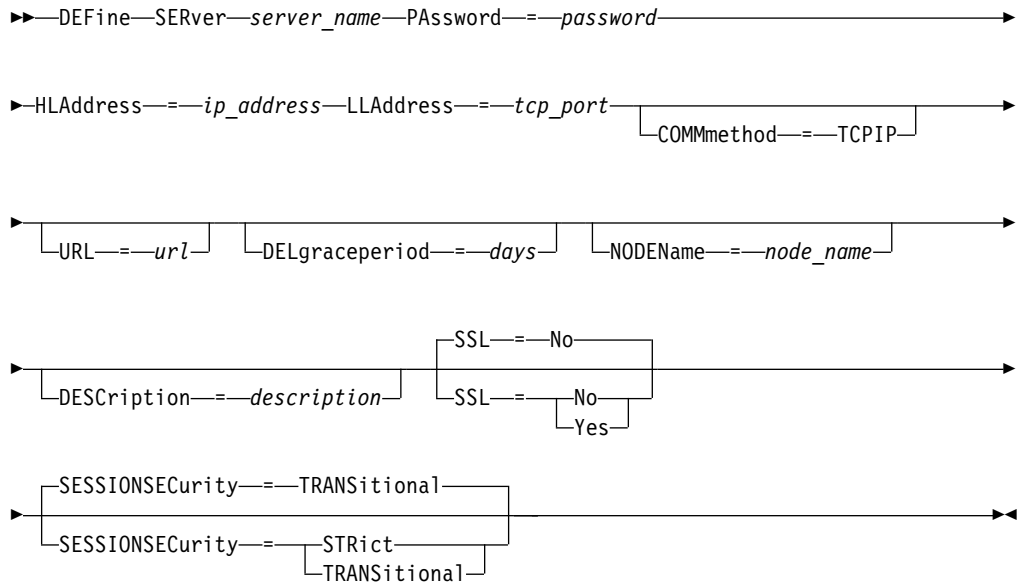 DEFine SERver server_name PAssword = password
HLAddress = ip_address LLAddress = tcp_port
COMMmethod = TCPIP
URL = url DELgraceperiod = days NODEName = node_name
SSL = No
DESCription = description SSL = No
Yes
SESSIONSECurity = TRANSitional
SESSIONSECurity = STRict
TRANSitional